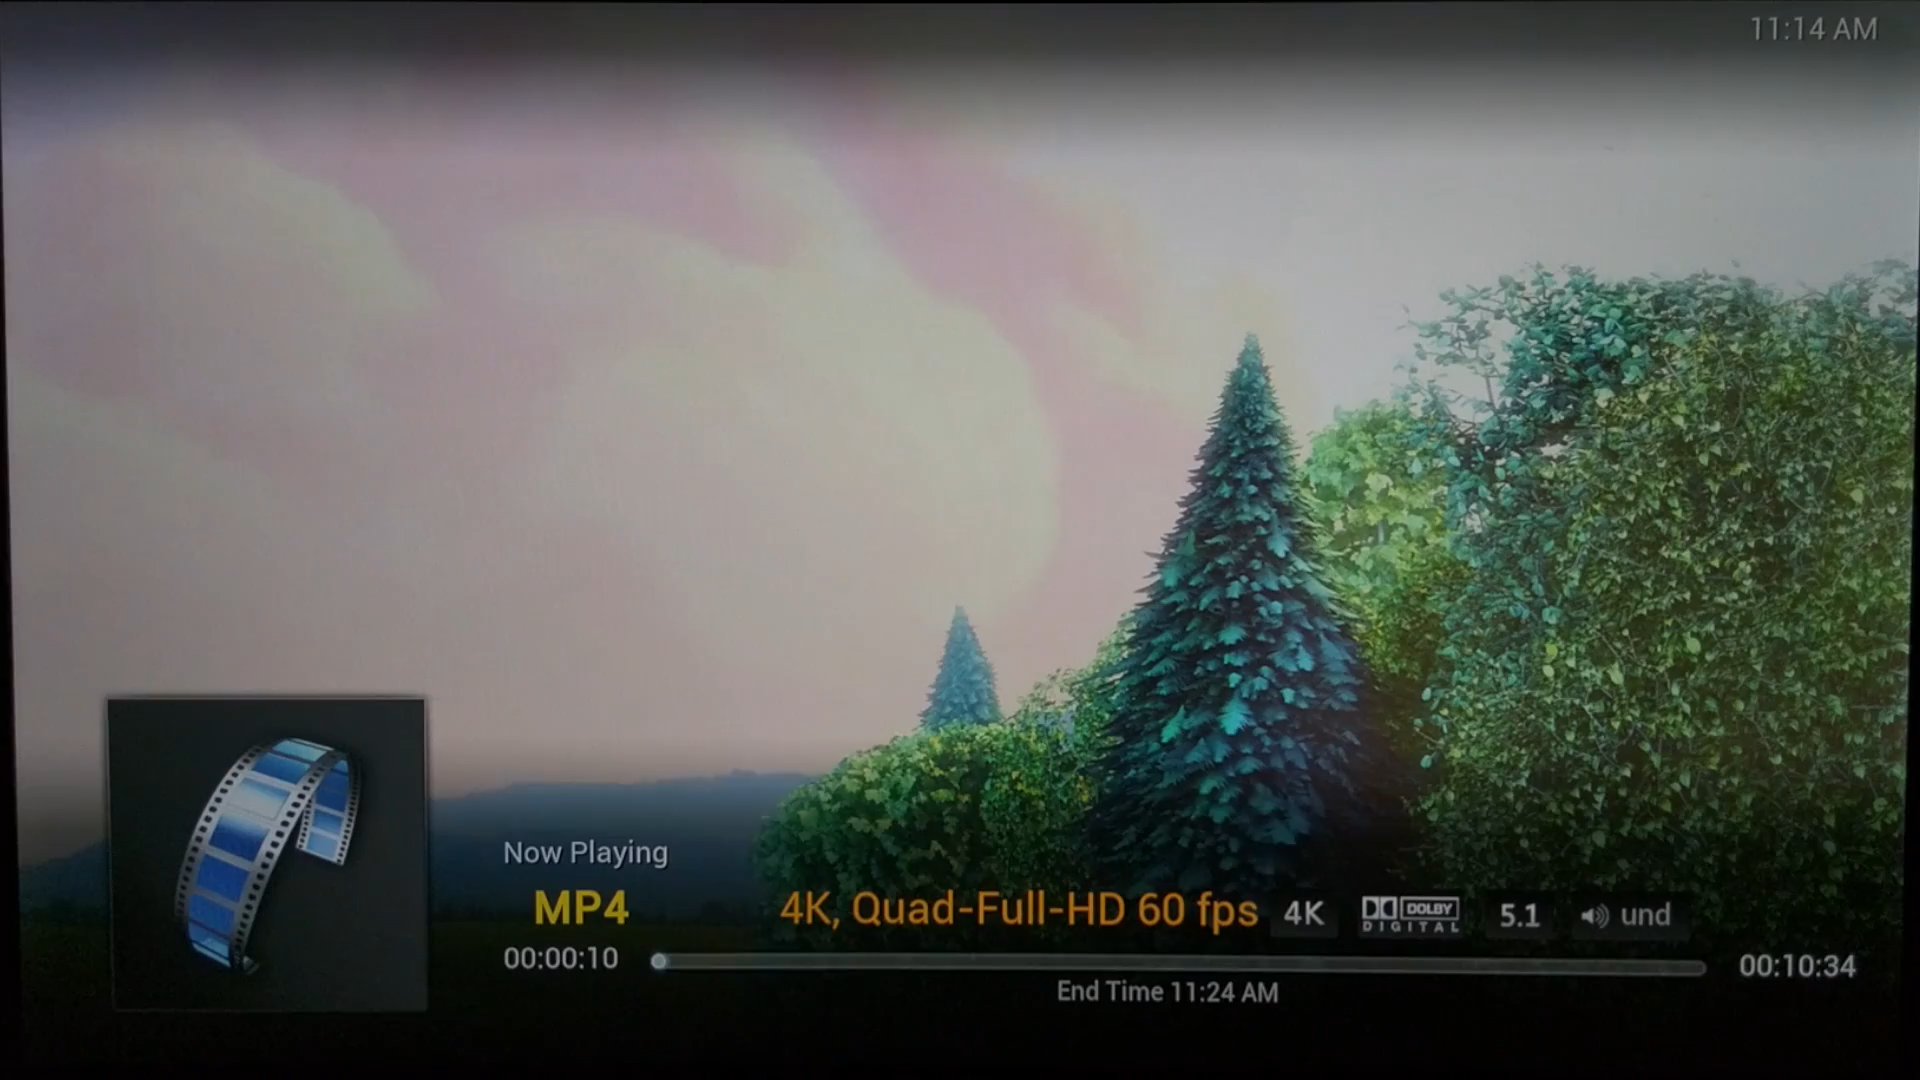 11:14 AM
Now Playing
MP4 4K, Quad-Full-HD 60 fps 4K DOLBY DIGITAL 5.1 und
00:00:10 00:10:34
End Time 11:24 AM